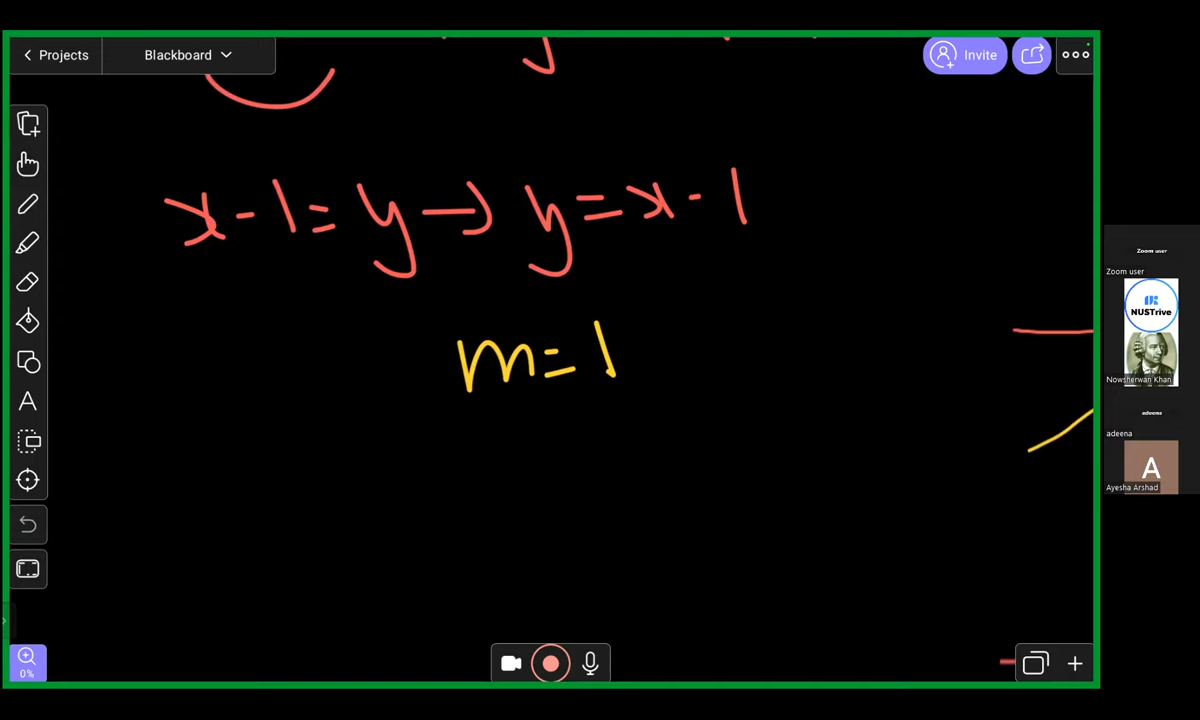 Projects
Blackboard
Invite
x - 1 = y → y = x - 1
m = 1
A
0%
Zoom user
Zoom user
NUSTrive
Nowsherwan Khan
adeena
adeena
A
Ayesha Arshad